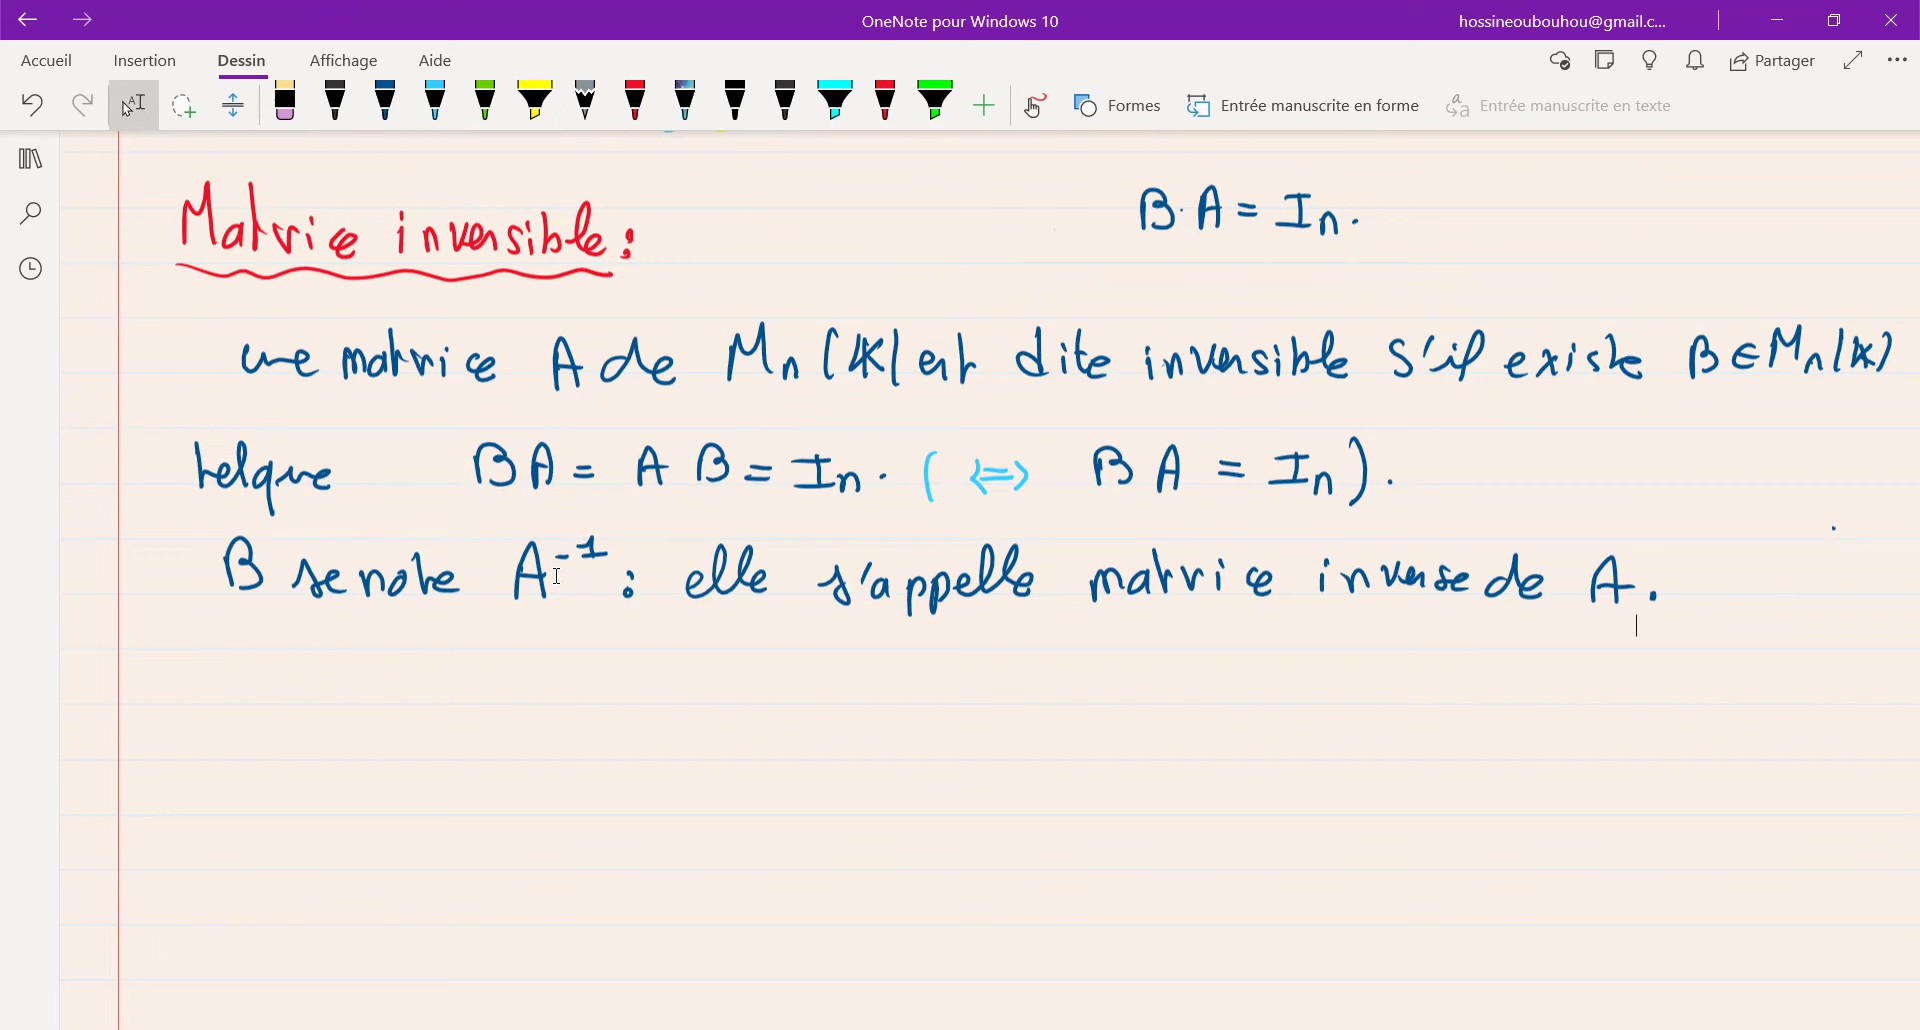 OneNote pour Windows 10
hossineoubouhou@gmail.c...
Accueil Insertion Dessin Affichage Aide
Partager
Formes Entrée manuscrite en forme Entrée manuscrite en texte
Matrice inversible :
B·A = In.
une matrice A de Mn(𝕂) est dite inversible s'il existe B ∈ Mn(𝕂)
telque BA = AB = In. ( ⇔ BA = In).
B se note A⁻¹ : elle s'appelle matrice inverse de A.